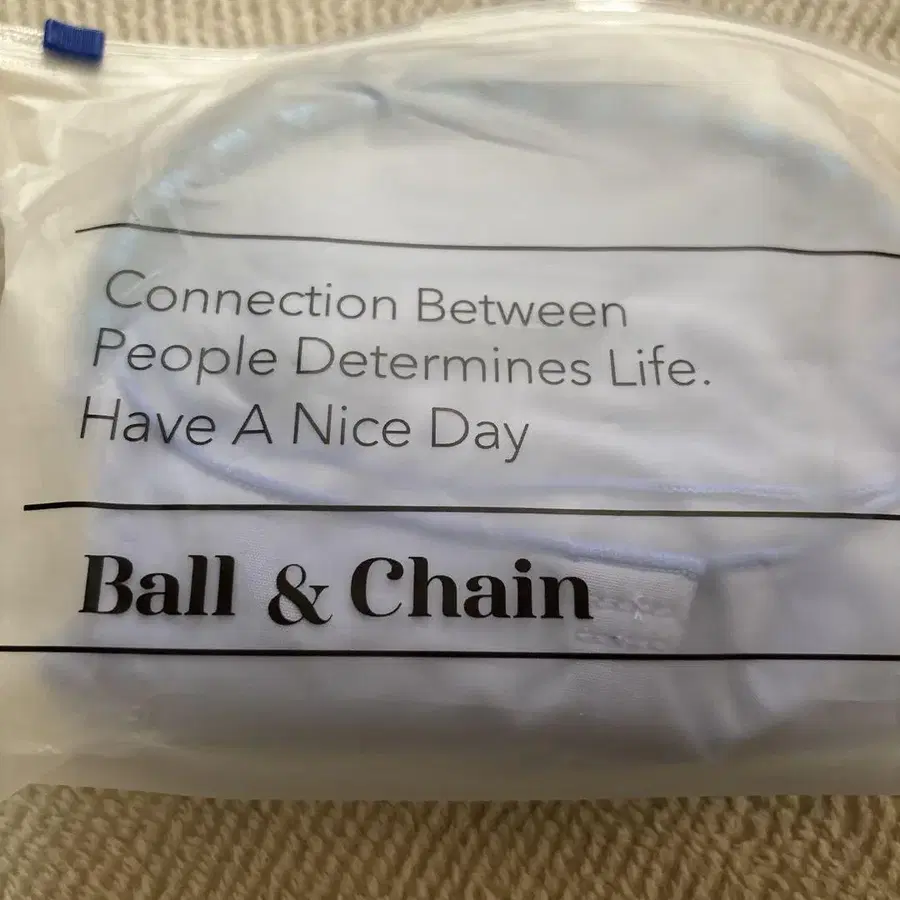 Connection Between
People Determines Life.
Have A Nice Day
Ball & Chain